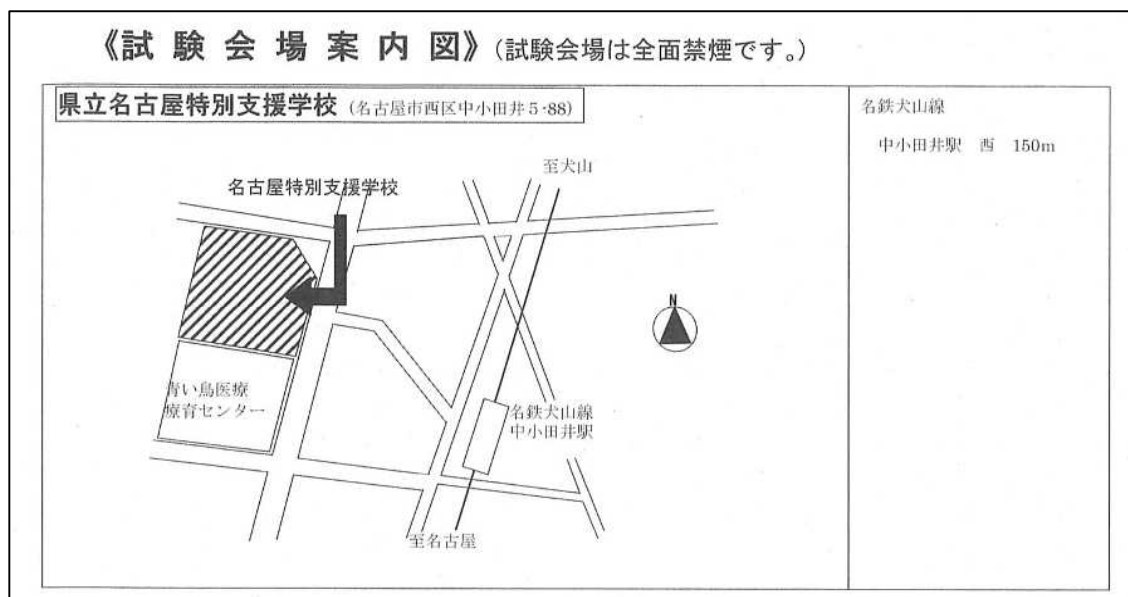 《試 験 会 場 案 内 図》(試験会場は全面禁煙です。)
県立名古屋特別支援学校 (名古屋市西区中小田井5-88)
名鉄犬山線
中小田井駅 西 150m
至犬山
名古屋特別支援学校
N
青い鳥医療
療育センター
名鉄犬山線
中小田井駅
至名古屋